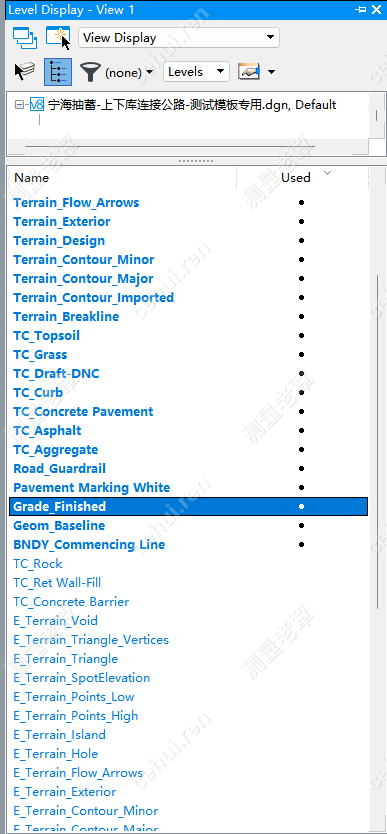 Level Display - View 1
View Display
(none)
Levels
宁海抽蓄-上下库连接公路-测试模板专用.dgn, Default
Name Used
Terrain_Flow_Arrows
Terrain_Exterior
Terrain_Design
Terrain_Contour_Minor
Terrain_Contour_Major
Terrain_Contour_Imported
Terrain_Breakline
TC_Topsoil
TC_Grass
TC_Draft-DNC
TC_Curb
TC_Concrete Pavement
TC_Asphalt
TC_Aggregate
Road_Guardrail
Pavement Marking White
Grade_Finished
Geom_Baseline
BNDY_Commencing Line
TC_Rock
TC_Ret Wall-Fill
TC_Concrete Barrier
E_Terrain_Void
E_Terrain_Triangle_Vertices
E_Terrain_Triangle
E_Terrain_SpotElevation
E_Terrain_Points_Low
E_Terrain_Points_High
E_Terrain_Island
E_Terrain_Hole
E_Terrain_Flow_Arrows
E_Terrain_Exterior
E_Terrain_Contour_Minor
E_Terrain_Contour_Major
测量老掌
cehui.ren